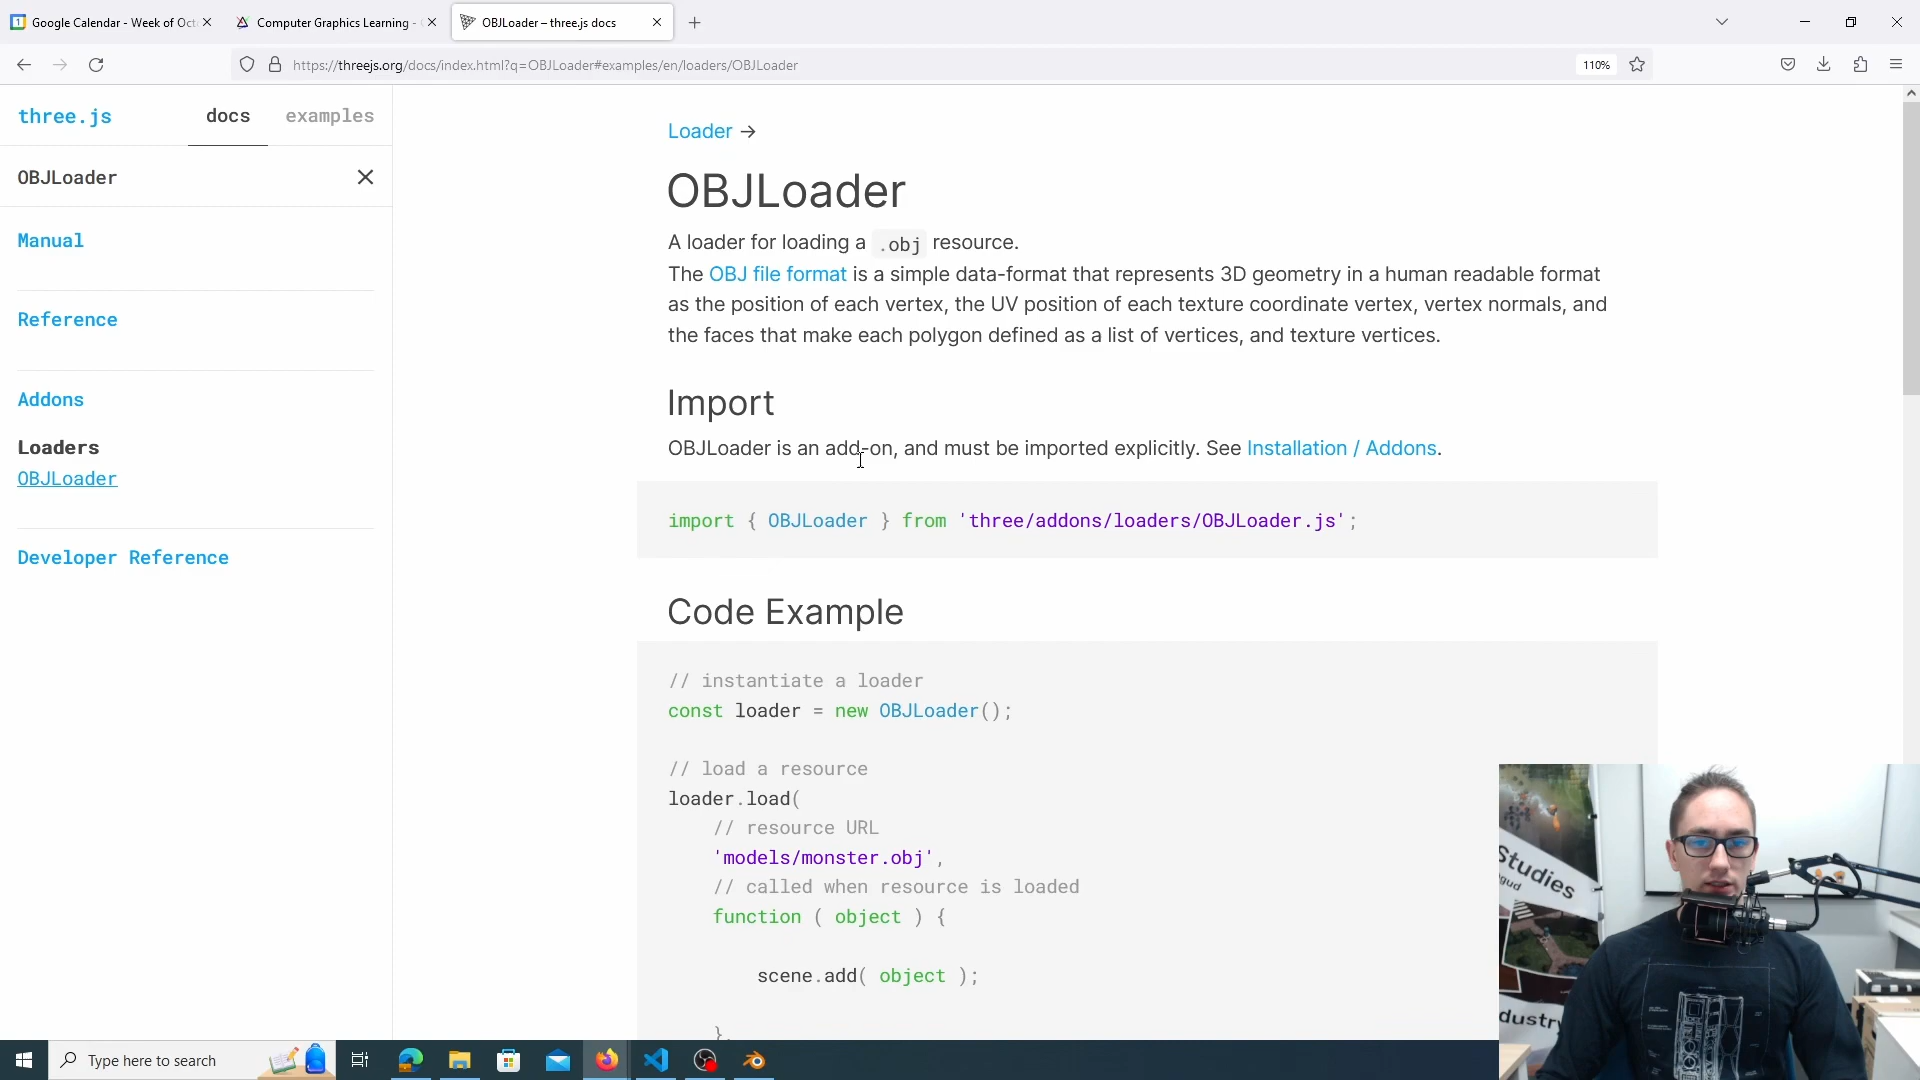 Google Calendar - Week of Oct
Computer Graphics Learning -
OBJLoader – three.js docs
https://threejs.org/docs/index.html?q=OBJLoader#examples/en/loaders/OBJLoader
110%
three.js
docs
examples
OBJLoader
Manual
Reference
Addons
Loaders
OBJLoader
Developer Reference
Loader →
OBJLoader
A loader for loading a .obj resource.
The OBJ file format is a simple data-format that represents 3D geometry in a human readable format
as the position of each vertex, the UV position of each texture coordinate vertex, vertex normals, and
the faces that make each polygon defined as a list of vertices, and texture vertices.
Import
OBJLoader is an add-on, and must be imported explicitly. See Installation / Addons.
import { OBJLoader } from 'three/addons/loaders/OBJLoader.js';
Code Example
// instantiate a loader
const loader = new OBJLoader();
// load a resource
loader.load(
// resource URL
'models/monster.obj',
// called when resource is loaded
function ( object ) {
scene.add( object );
},
Studies
dustry
Type here to search